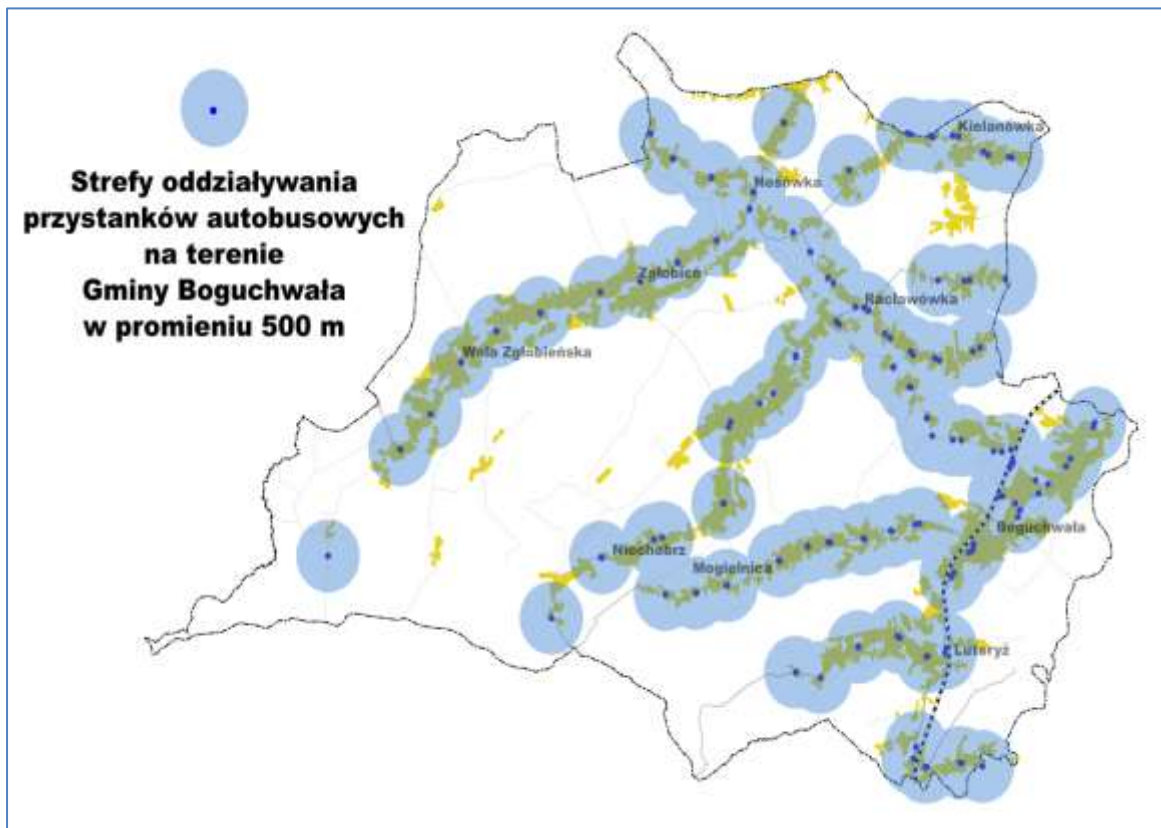 Strefy oddziaływania
przystanków autobusowych
na terenie
Gminy Boguchwała
w promieniu 500 m
Kielanówka
Nosówka
Zgłobice
Racławówka
Wola Zgłobieńska
Boguchwała
Niechobrz
Mogielnica
Lutoryż